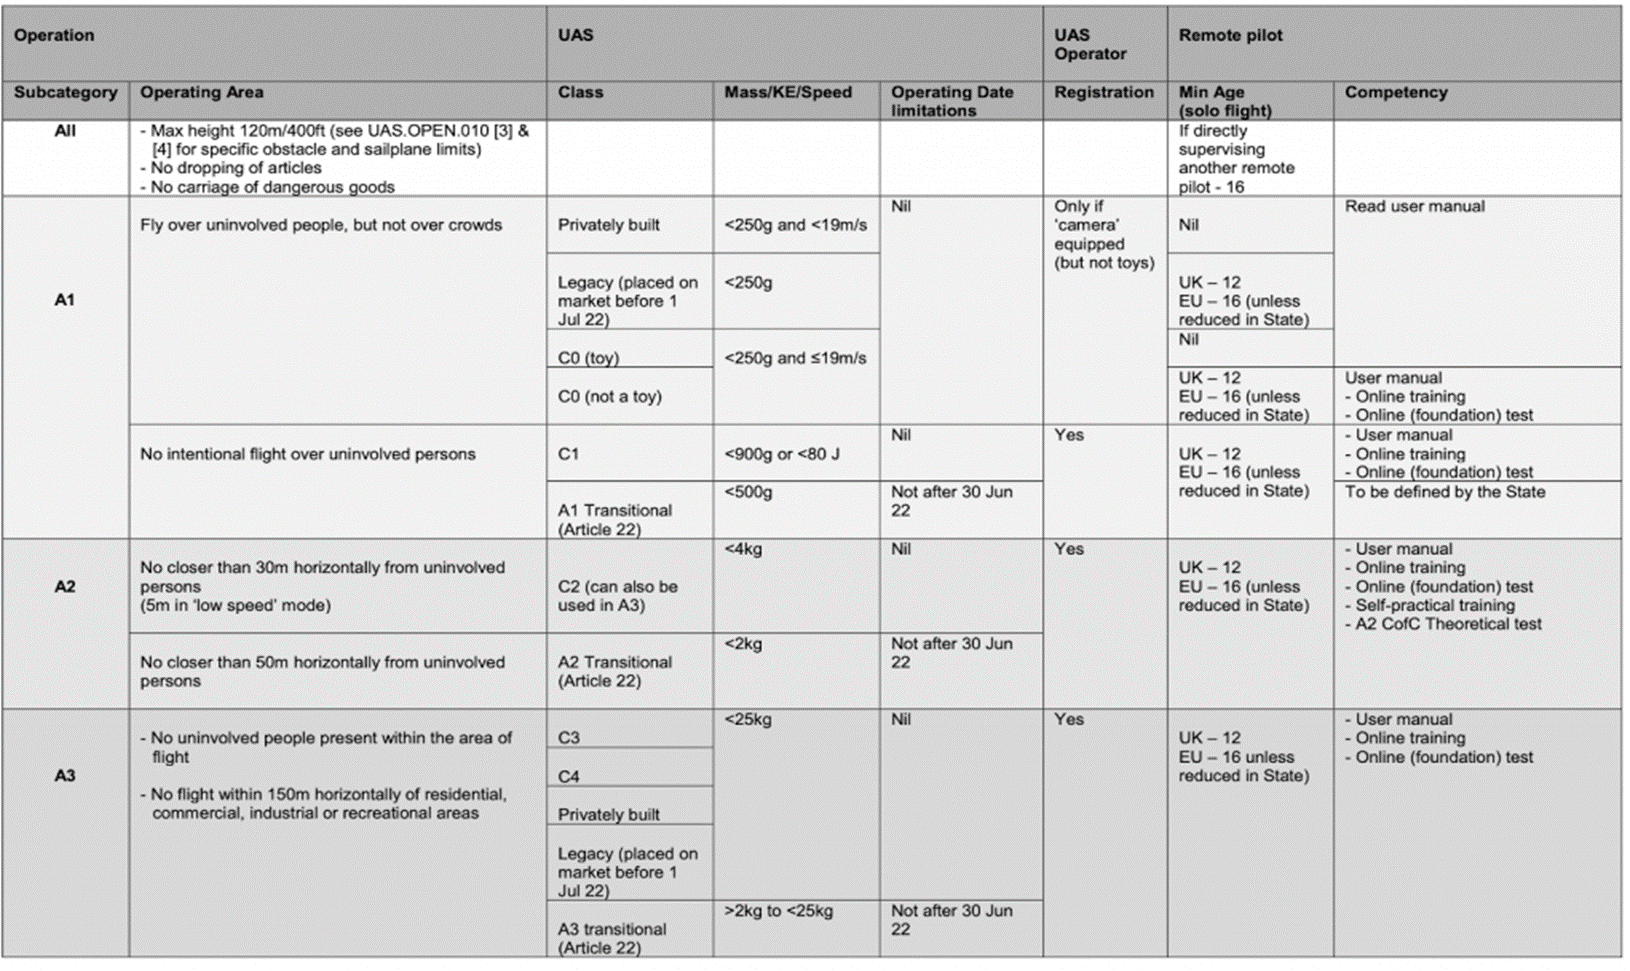 Operation
UAS
UAS
Operator
Remote pilot
Subcategory
Operating Area
Class
Mass/KE/Speed
Operating Date
limitations
Registration
Min Age
(solo flight)
Competency
All
- Max height 120m/400ft (see UAS.OPEN.010 [3] &
[4] for specific obstacle and sailplane limits)
- No dropping of articles
- No carriage of dangerous goods
If directly
supervising
another remote
pilot - 16
A1
Fly over uninvolved people, but not over crowds
Privately built
<250g and <19m/s
Nil
Only if
‘camera’
equipped
(but not toys)
Nil
Read user manual
Legacy (placed on
market before 1
Jul 22)
<250g
UK – 12
EU – 16 (unless
reduced in State)
C0 (toy)
<250g and ≤19m/s
Nil
C0 (not a toy)
UK – 12
EU – 16 (unless
reduced in State)
User manual
- Online training
- Online (foundation) test
No intentional flight over uninvolved persons
C1
<900g or <80 J
Nil
Yes
UK – 12
EU – 16 (unless
reduced in State)
- User manual
- Online training
- Online (foundation) test
A1 Transitional
(Article 22)
<500g
Not after 30 Jun
22
To be defined by the State
A2
No closer than 30m horizontally from uninvolved
persons
(5m in ‘low speed’ mode)
C2 (can also be
used in A3)
<4kg
Nil
Yes
UK – 12
EU – 16 (unless
reduced in State)
- User manual
- Online training
- Online (foundation) test
- Self-practical training
- A2 CofC Theoretical test
No closer than 50m horizontally from uninvolved
persons
A2 Transitional
(Article 22)
<2kg
Not after 30 Jun
22
A3
- No uninvolved people present within the area of
flight
- No flight within 150m horizontally of residential,
commercial, industrial or recreational areas
C3
C4
Privately built
Legacy (placed on
market before 1
Jul 22)
<25kg
Nil
Yes
UK – 12
EU – 16 unless
reduced in State)
- User manual
- Online training
- Online (foundation) test
A3 transitional
(Article 22)
>2kg to <25kg
Not after 30 Jun
22